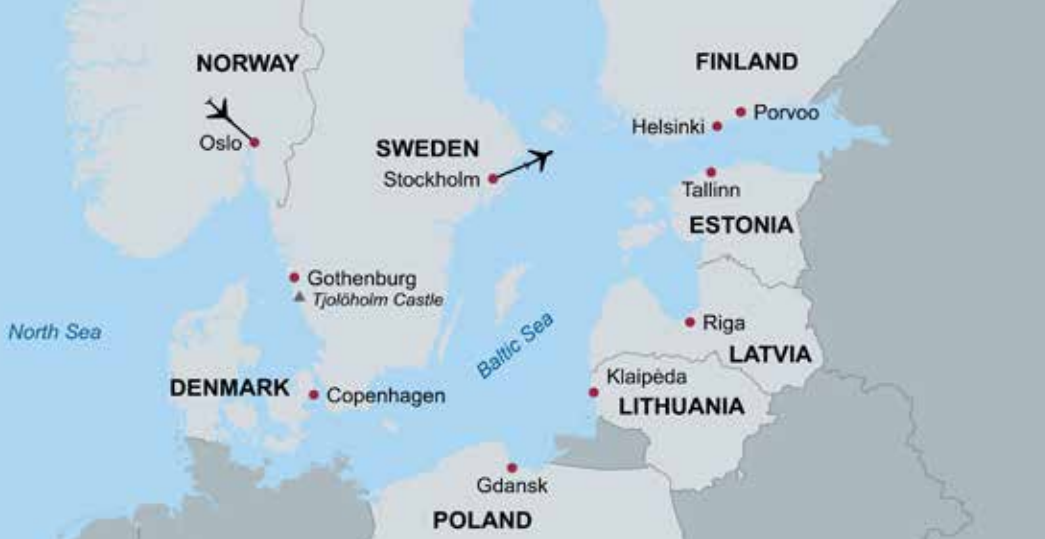 NORWAY
FINLAND
Oslo
Helsinki
Porvoo
SWEDEN
Stockholm
Tallinn
ESTONIA
Gothenburg
Tjolöholm Castle
North Sea
Baltic Sea
Riga
LATVIA
DENMARK
Copenhagen
Klaipėda
LITHUANIA
Gdansk
POLAND